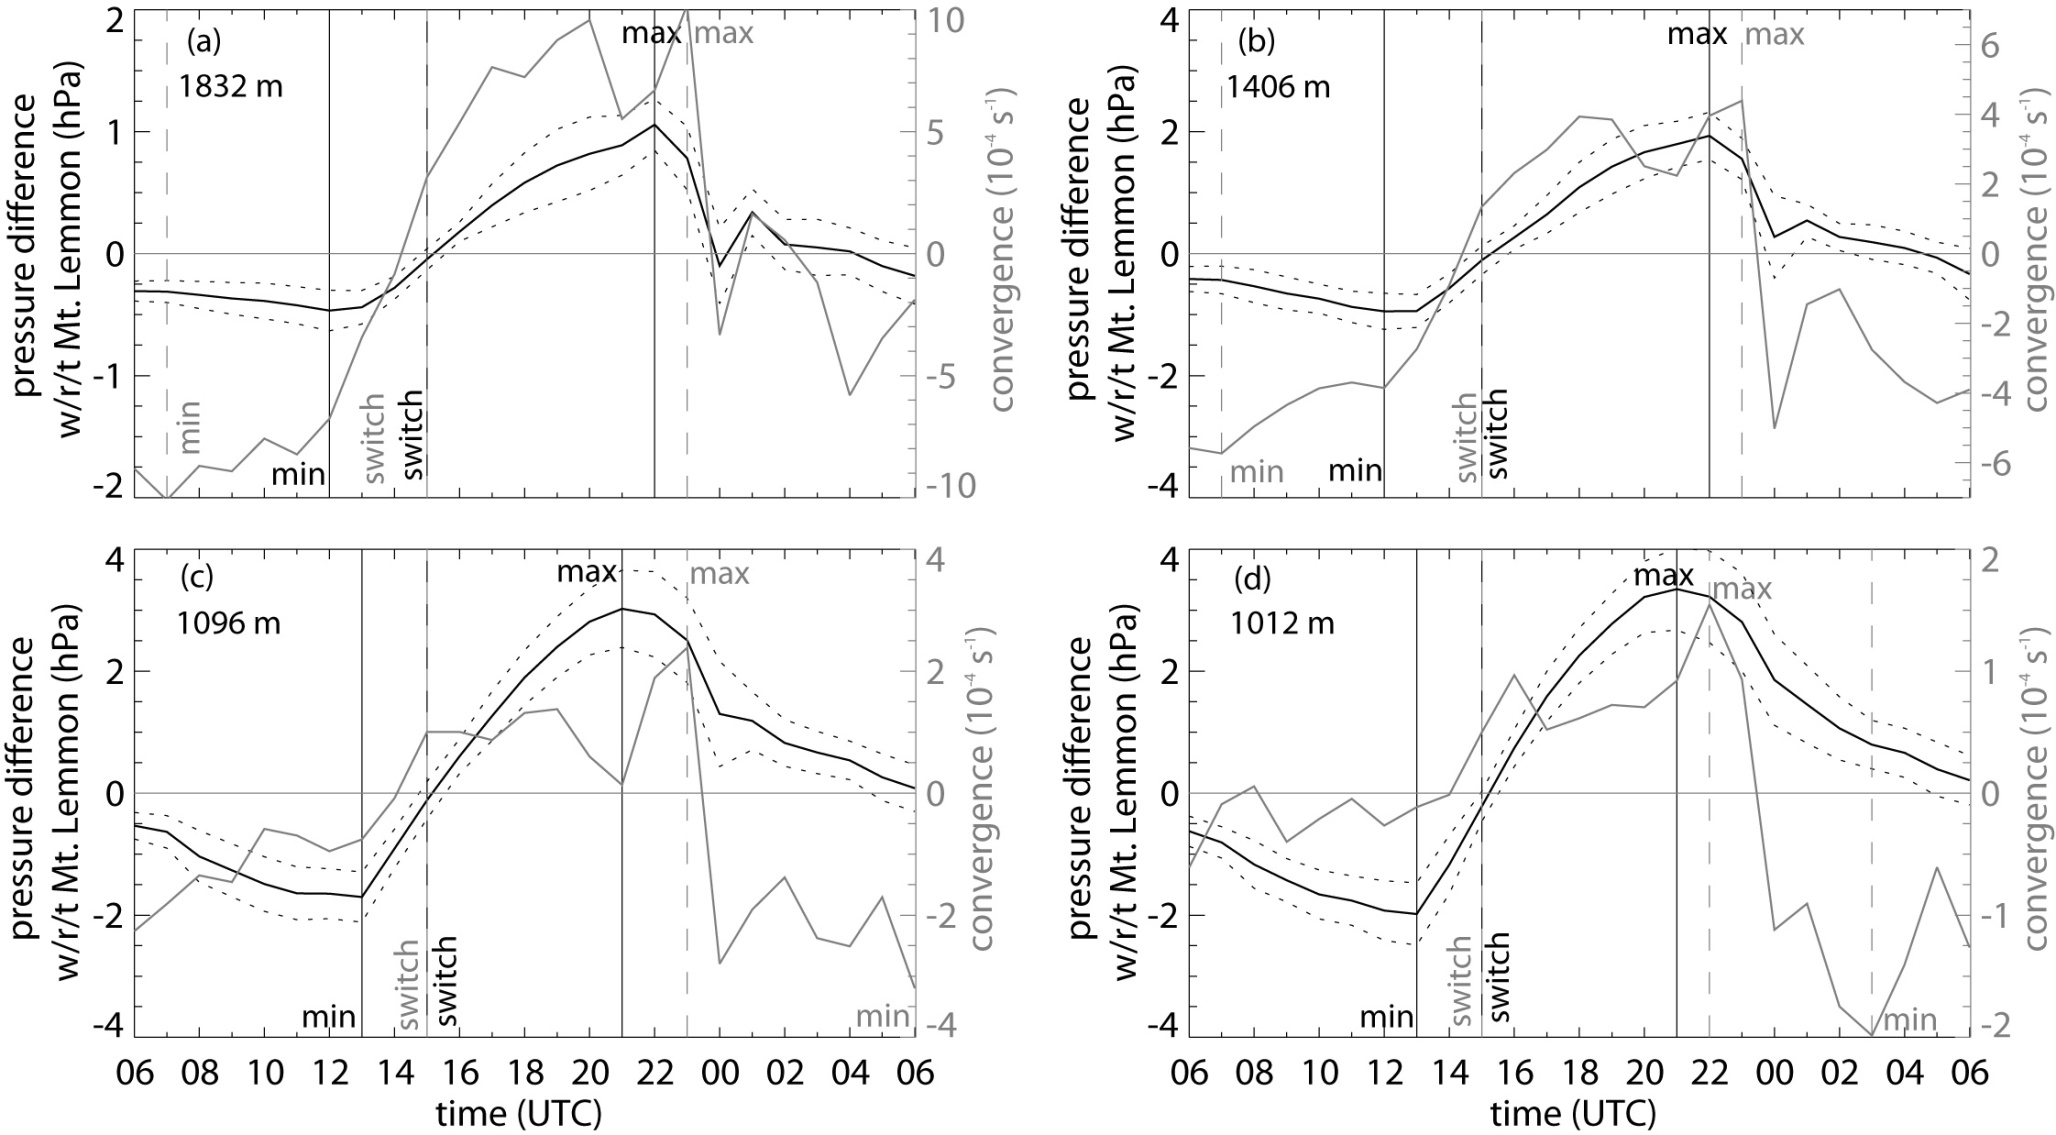 (a)
1832 m
max
max
2
1
0
-1
-2
10
5
0
-5
-10
pressure difference
w/r/t Mt. Lemmon (hPa)
convergence (10⁻⁴ s⁻¹)
min
min
switch
switch
(b)
1406 m
max
max
4
2
0
-2
-4
6
4
2
0
-2
-4
-6
pressure difference
w/r/t Mt. Lemmon (hPa)
convergence (10⁻⁴ s⁻¹)
min
min
switch
switch
(c)
1096 m
max
max
4
2
0
-2
-4
4
2
0
-2
-4
pressure difference
w/r/t Mt. Lemmon (hPa)
convergence (10⁻⁴ s⁻¹)
min
switch
switch
min
06 08 10 12 14 16 18 20 22 00 02 04 06
time (UTC)
(d)
1012 m
max
max
4
2
0
-2
-4
2
1
0
-1
-2
pressure difference
w/r/t Mt. Lemmon (hPa)
convergence (10⁻⁴ s⁻¹)
min
switch
switch
min
06 08 10 12 14 16 18 20 22 00 02 04 06
time (UTC)